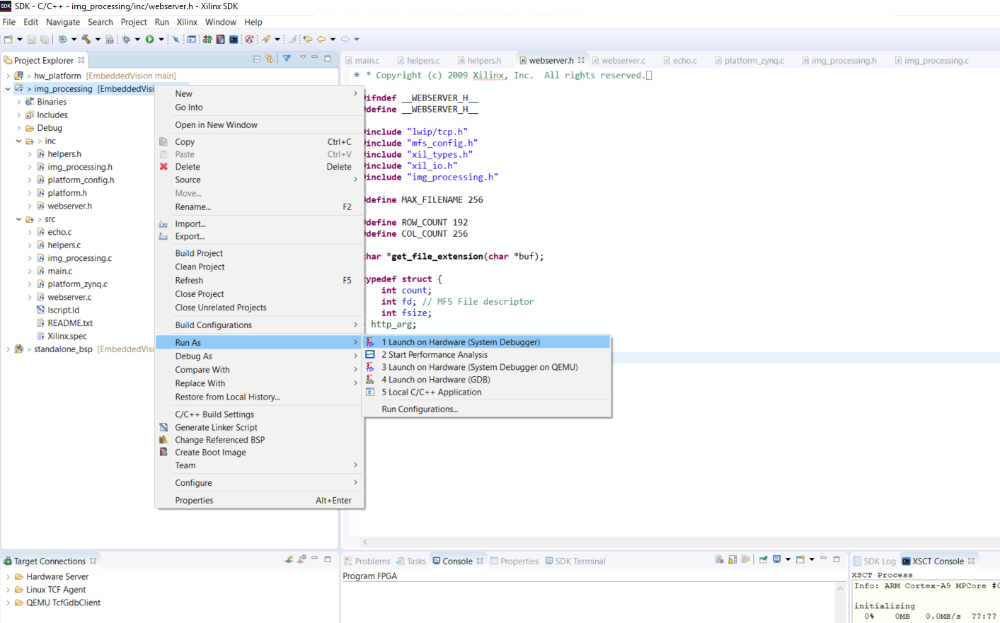 SDK - C/C++ - img_processing/inc/webserver.h - Xilinx SDK
File Edit Navigate Search Project Run Xilinx Window Help
Project Explorer
> hw_platform [EmbeddedVision main]
> img_processing [EmbeddedVisi
Binaries
Includes
Debug
> inc
helpers.h
img_processing.h
platform_config.h
platform.h
webserver.h
> src
echo.c
helpers.c
img_processing.c
main.c
platform_zynq.c
webserver.c
lscript.ld
README.txt
Xilinx.spec
> standalone_bsp [EmbeddedVisi
New
Go Into
Open in New Window
Copy Ctrl+C
Paste Ctrl+V
Delete Delete
Source
Move...
Rename... F2
Import...
Export...
Build Project
Clean Project
Refresh F5
Close Project
Close Unrelated Projects
Build Configurations
Run As
Debug As
Compare With
Replace With
Restore from Local History...
C/C++ Build Settings
Generate Linker Script
Change Referenced BSP
Create Boot Image
Team
Configure
Properties Alt+Enter
1 Launch on Hardware (System Debugger)
2 Start Performance Analysis
3 Launch on Hardware (System Debugger on QEMU)
4 Launch on Hardware (GDB)
5 Local C/C++ Application
Run Configurations...
main.c helpers.c helpers.h webserver.h webserver.c echo.c platform_zynq.c img_processing.h img_processing.c
* Copyright (c) 2009 Xilinx, Inc. All rights reserved.
#ifndef __WEBSERVER_H__
#define __WEBSERVER_H__
#include "lwip/tcp.h"
#include "mfs_config.h"
#include "xil_types.h"
#include "xil_io.h"
#include "img_processing.h"
#define MAX_FILENAME 256
#define ROW_COUNT 192
#define COL_COUNT 256
char *get_file_extension(char *buf);
typedef struct {
int count;
int fd; // MFS File descriptor
int fsize;
http_arg;
Target Connections
Hardware Server
Linux TCF Agent
QEMU TcfGdbClient
Problems Tasks Console Properties SDK Terminal
Program FPGA
SDK Log XSCT Console
XSCT Process
Info: ARM Cortex-A9 MPCore #0
initializing
0% 0MB 0.0MB/s ??:??